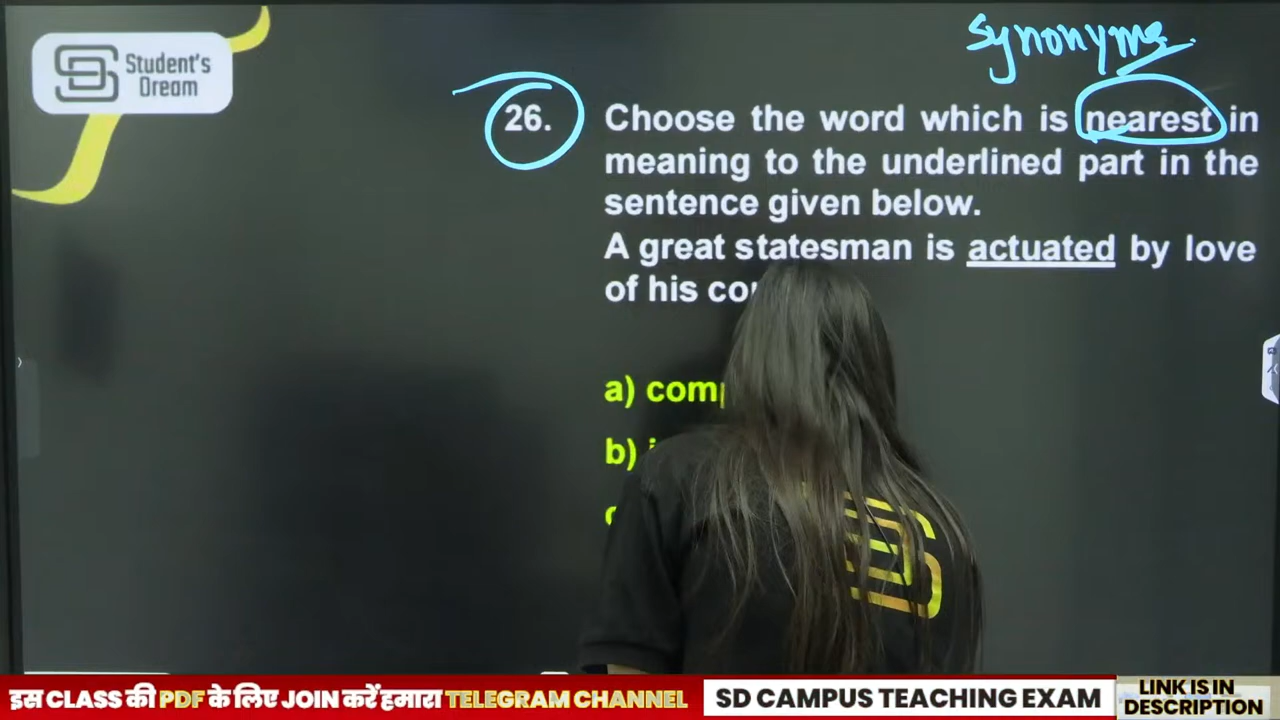 Student's
Dream
Synonyms
26. Choose the word which is nearest in
meaning to the underlined part in the
sentence given below.
A great statesman is actuated by love
of his
a)
b)
इस CLASS की PDF के लिए JOIN करें हमारा TELEGRAM CHANNEL
SD CAMPUS TEACHING EXAM
LINK IS IN
DESCRIPTION